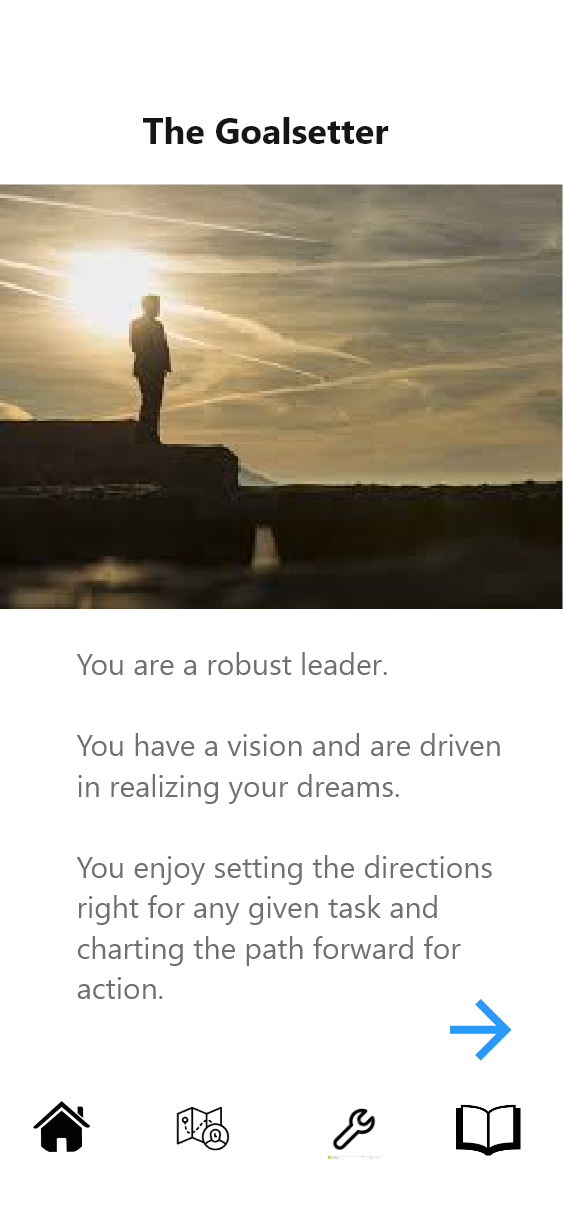 The Goalsetter
You are a robust leader.
You have a vision and are driven
in realizing your dreams.
You enjoy setting the directions
right for any given task and
charting the path forward for
action.